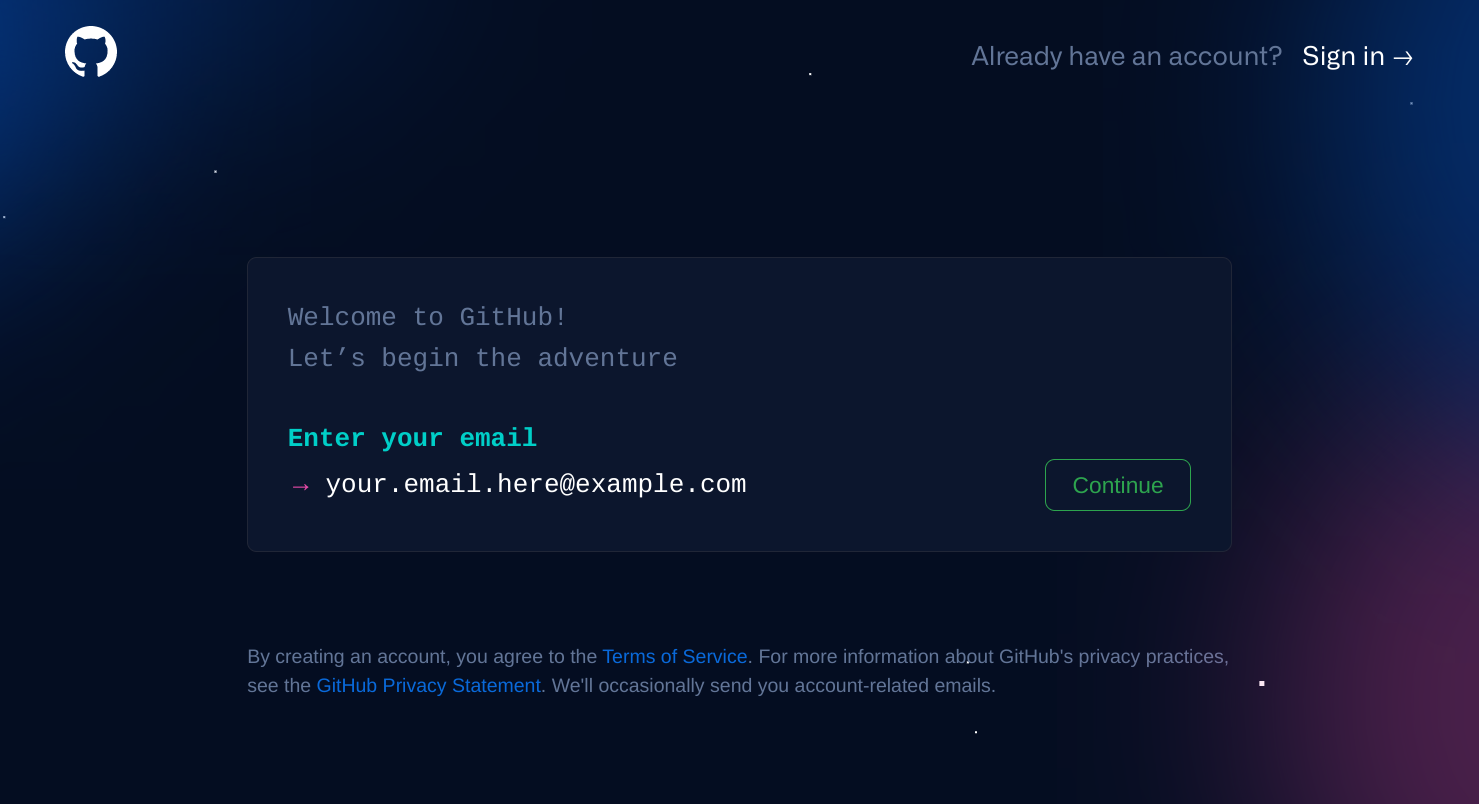 Already have an account? Sign in →
Welcome to GitHub!
Let’s begin the adventure
Enter your email
→ your.email.here@example.com
Continue
By creating an account, you agree to the Terms of Service. For more information about GitHub's privacy practices,
see the GitHub Privacy Statement. We'll occasionally send you account-related emails.